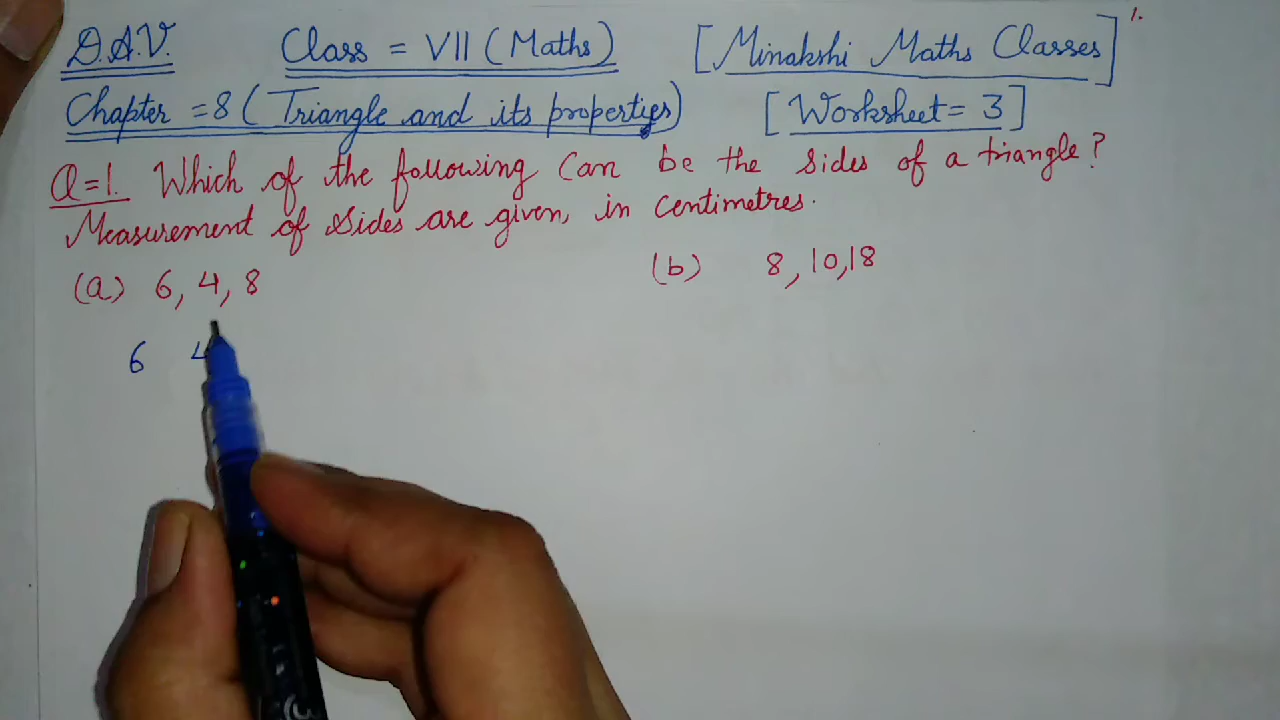 D.A.V. Class = VII (Maths) [Minakshi Maths Classes] 1.
Chapter = 8 (Triangle and its properties) [Worksheet = 3]
Q=1. Which of the following Can be the Sides of a triangle?
Measurement of Sides are given, in Centimetres.
(a) 6, 4, 8 (b) 8, 10, 18
6 4